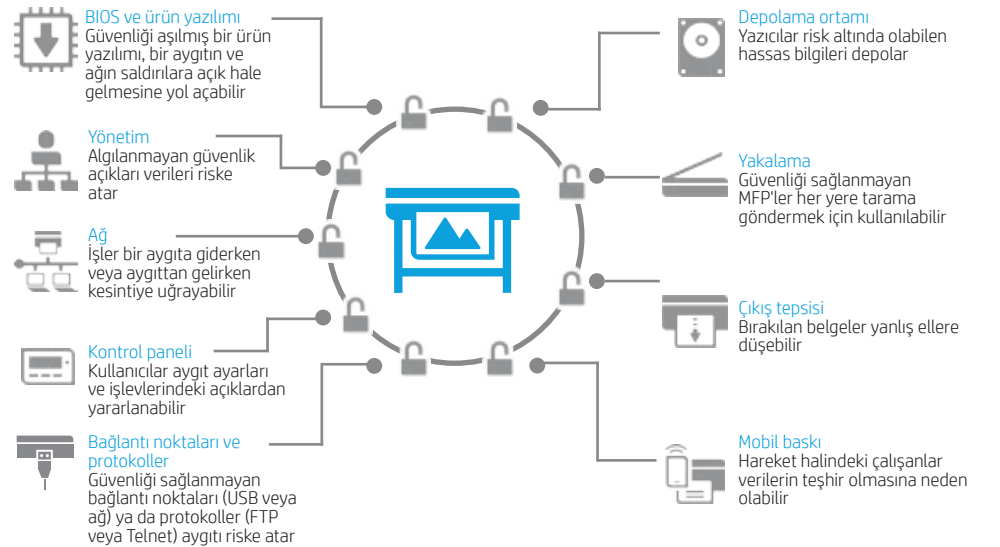 BIOS ve ürün yazılımı
Güvenliği aşılmış bir ürün
yazılımı, bir aygıtın ve
ağın saldırılara açık hale
gelmesine yol açabilir
Yönetim
Algılanmayan güvenlik
açıkları verileri riske
atar
Ağ
İşler bir aygıta giderken
veya aygıttan gelirken
kesintiye uğrayabilir
Kontrol paneli
Kullanıcılar aygıt ayarları
ve işlevlerindeki açıklardan
yararlanabilir
Bağlantı noktaları ve
protokoller
Güvenliği sağlanmayan
bağlantı noktaları (USB veya
ağ) ya da protokoller (FTP
veya Telnet) aygıtı riske atar
Depolama ortamı
Yazıcılar risk altında olabilen
hassas bilgileri depolar
Yakalama
Güvenliği sağlanmayan
MFP'ler her yere tarama
göndermek için kullanılabilir
Çıkış tepsisi
Bırakılan belgeler yanlış ellere
düşebilir
Mobil baskı
Hareket halindeki çalışanlar
verilerin teşhir olmasına neden
olabilir